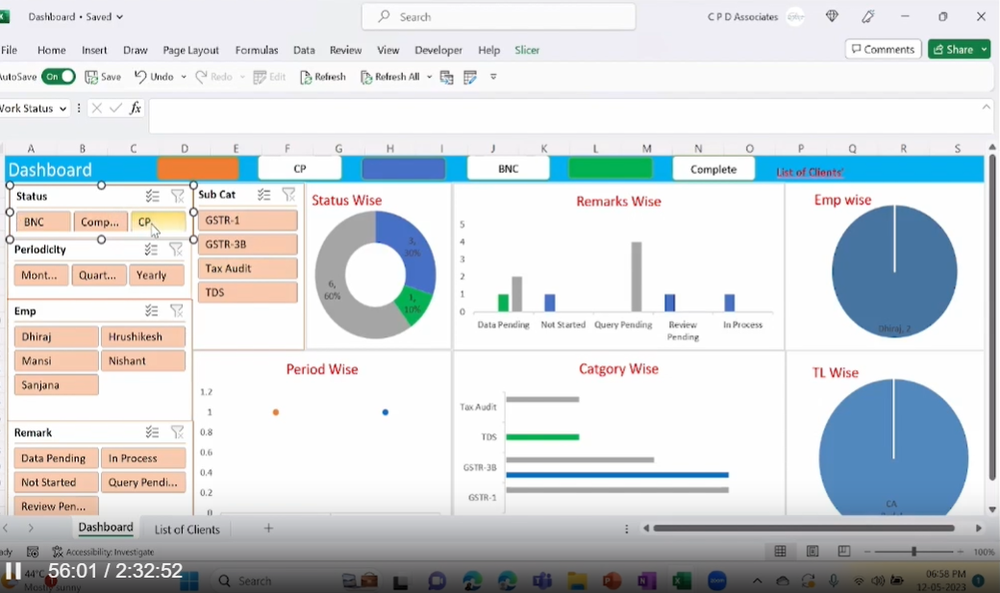 Dashboard • Saved
Search
C P D Associates
File Home Insert Draw Page Layout Formulas Data Review View Developer Help Slicer
Comments
Share
AutoSave On Save Undo Redo Edit Refresh Refresh All
Work Status
fx
A B C D E F G H I J K L M N O P Q R S
Dashboard CP BNC Complete List of Clients'
Status
BNC Comp... CP
Periodicity
Mont... Quart... Yearly
Emp
Dhiraj Hrushikesh
Mansi Nishant
Sanjana
Remark
Data Pending In Process
Not Started Query Pendi...
Review Pen...
Sub Cat
GSTR-1
GSTR-3B
Tax Audit
TDS
Status Wise
3,
30%
6,
60%
1,
10%
Remarks Wise
5
4
3
2
1
0
Data Pending Not Started Query Pending Review Pending In Process
Emp wise
Dhiraj, 2
Period Wise
1.2
1
0.8
0.6
0.4
0.2
0
Catgory Wise
Tax Audit
TDS
GSTR-3B
GSTR-1
TL Wise
CA
Dashboard List of Clients +
Accessibility: Investigate
100%
56:01 / 2:32:52
44°C
Mostly sunny
Search
06:58 PM
12-05-2023